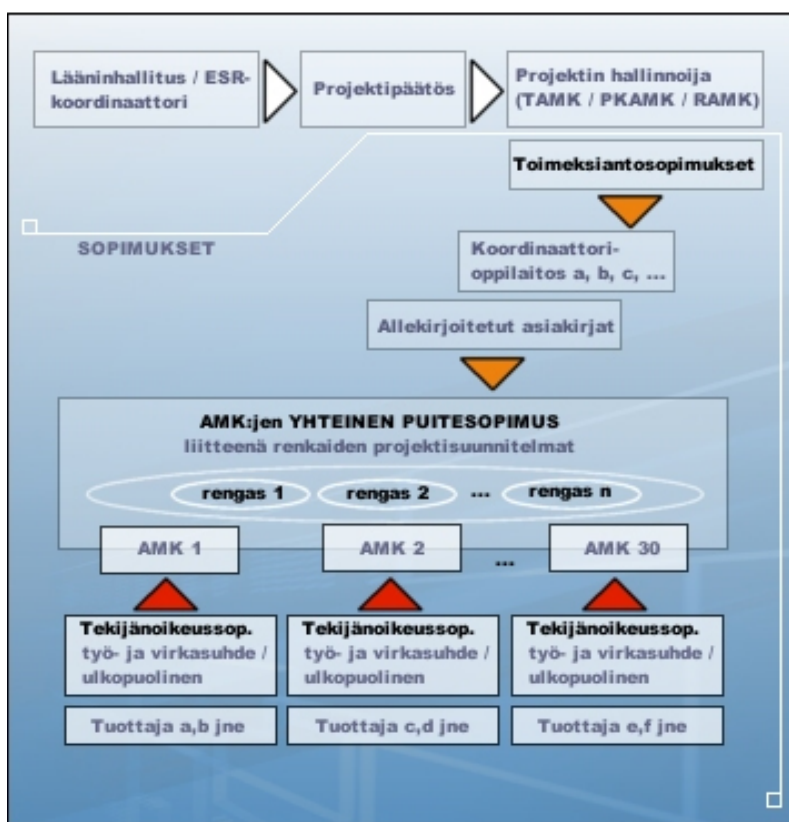 Lääninhallitus / ESR-
koordinaattori
Projektipäätös
Projektin hallinnoija
(TAMK / PKAMK / RAMK)
Toimeksiantosopimukset
SOPIMUKSET
Koordinaattori-
oppilaitos a, b, c, ...
Allekirjoitetut asiakirjat
AMK:jen YHTEINEN PUITESOPIMUS
liitteenä renkaiden projektisuunnitelmat
rengas 1
rengas 2
...
rengas n
AMK 1
AMK 2
...
AMK 30
Tekijänoikeussop.
työ- ja virkasuhde /
ulkopuolinen
Tekijänoikeussop.
työ- ja virkasuhde /
ulkopuolinen
Tekijänoikeussop.
työ- ja virkasuhde /
ulkopuolinen
Tuottaja a,b jne
Tuottaja c,d jne
Tuottaja e,f jne